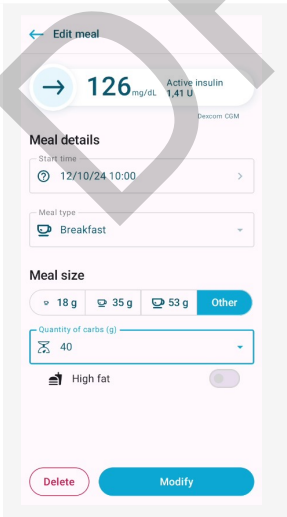 Edit meal
126 mg/dL
Active insulin
1,41 U
Dexcom CGM
Meal details
Start time
12/10/24 10:00
Meal type
Breakfast
Meal size
18 g 35 g 53 g Other
Quantity of carbs (g)
40
High fat
Delete Modify